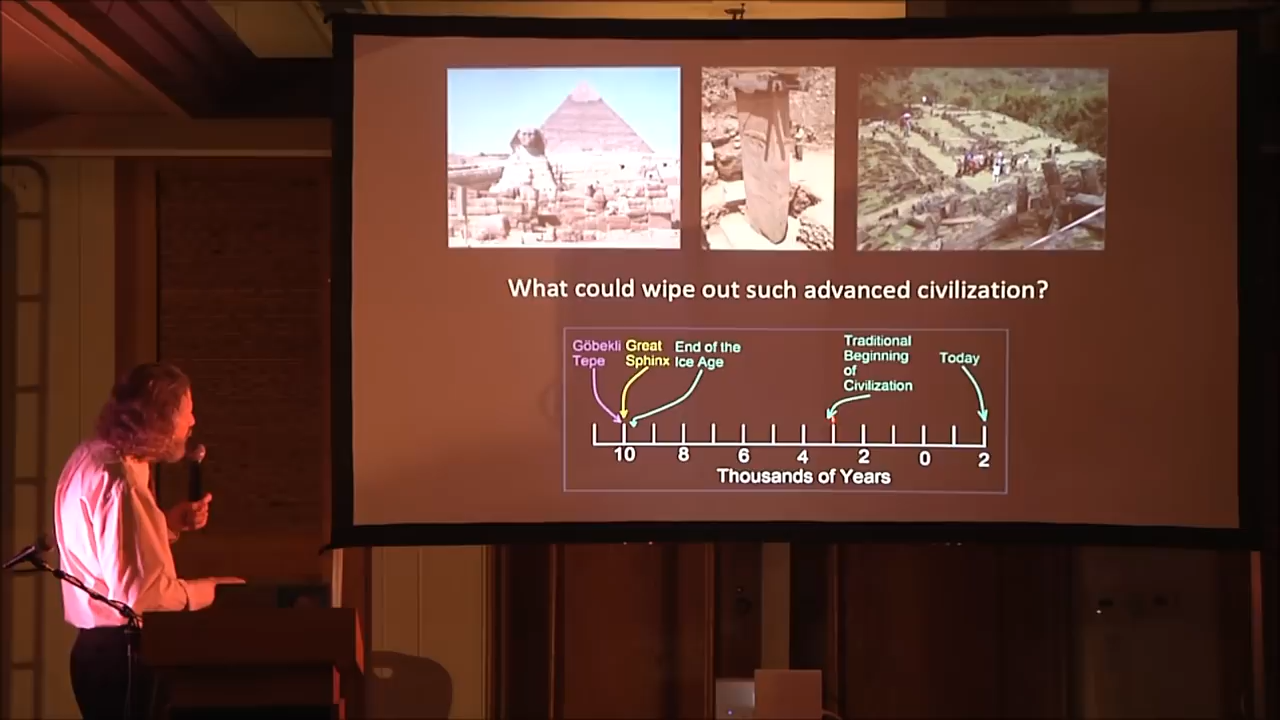 What could wipe out such advanced civilization?
Göbekli Tepe
Great Sphinx
End of the Ice Age
Traditional Beginning of Civilization
Today
10 8 6 4 2 0 2
Thousands of Years